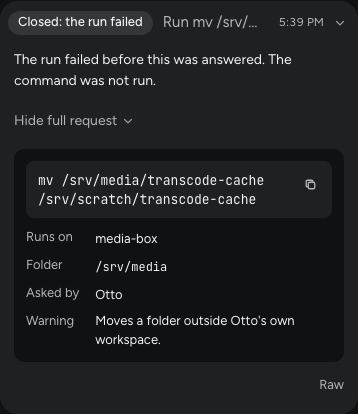 Closed: the run failed Run mv /srv/... 5:39 PM
The run failed before this was answered. The
command was not run.
Hide full request
mv /srv/media/transcode-cache
/srv/scratch/transcode-cache
Runs on media-box
Folder /srv/media
Asked by Otto
Warning Moves a folder outside Otto's own
workspace.
Raw